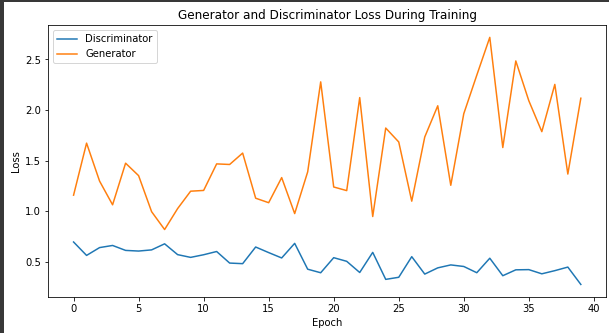 Generator and Discriminator Loss During Training
Discriminator
Generator
2.5
2.0
1.5
1.0
0.5
Loss
0 5 10 15 20 25 30 35 40
Epoch